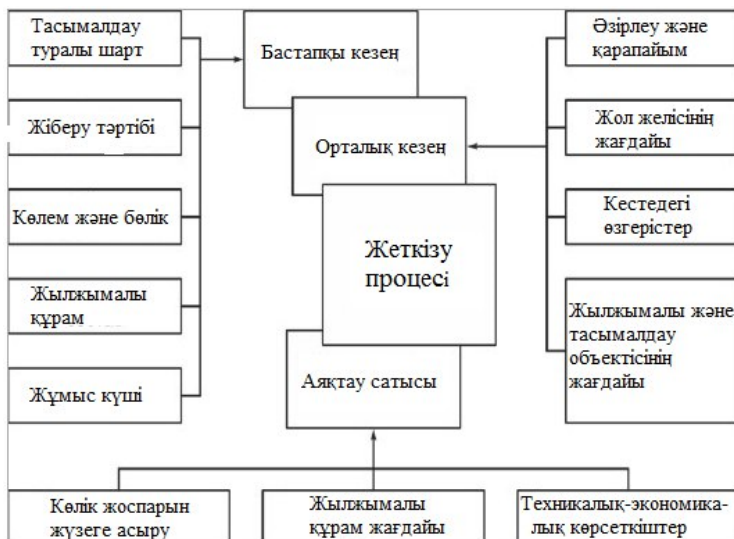 Тасымалдау
туралы шарт
Жіберу тәртібі
Көлем және бөлік
Жылжымалы
құрам
Жұмыс күші
Бастапқы кезең
Орталық кезең
Жеткізу
процесі
Аяқтау сатысы
Әзірлеу және
қарапайым
Жол желісінің
жағдайы
Кестедегі
өзгерістер
Жылжымалы және
тасымалдау
объектісінің
жағдайы
Көлік жоспарын
жүзеге асыру
Жылжымалы
құрам жағдайы
Техникалық-экономика-
лық көрсеткіштер